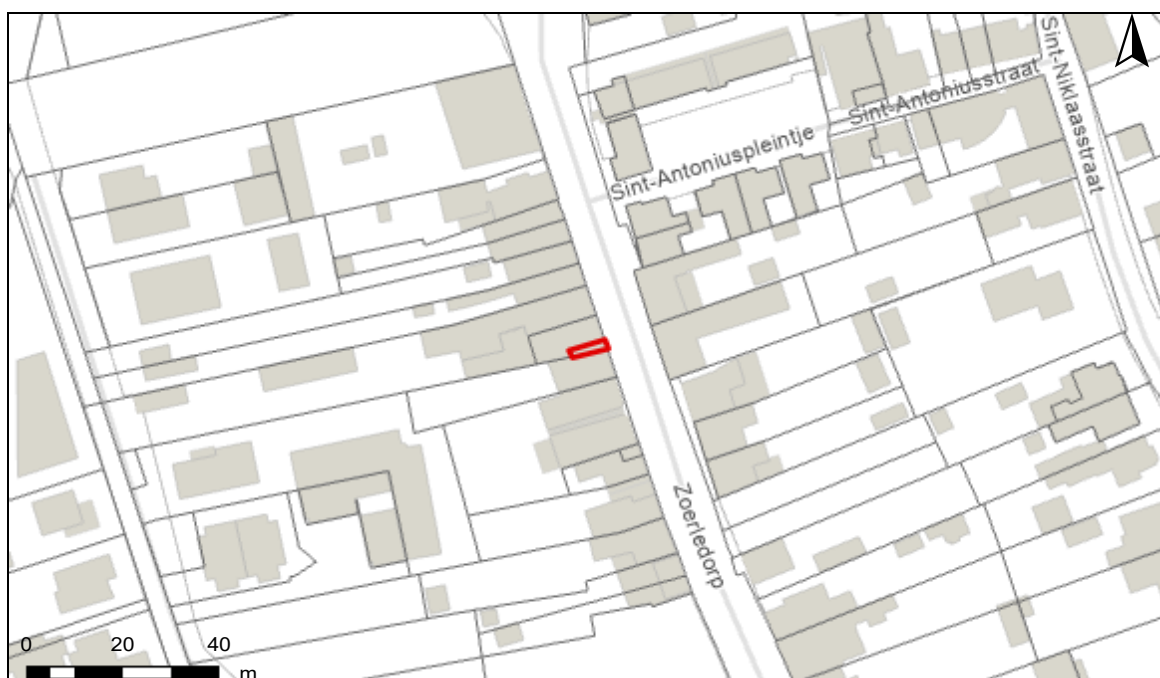 Sint-Niklaasstraat
Sint-Antoniusstraat
Sint-Antoniuspleintje
Zoerledorp
0 20 40
m